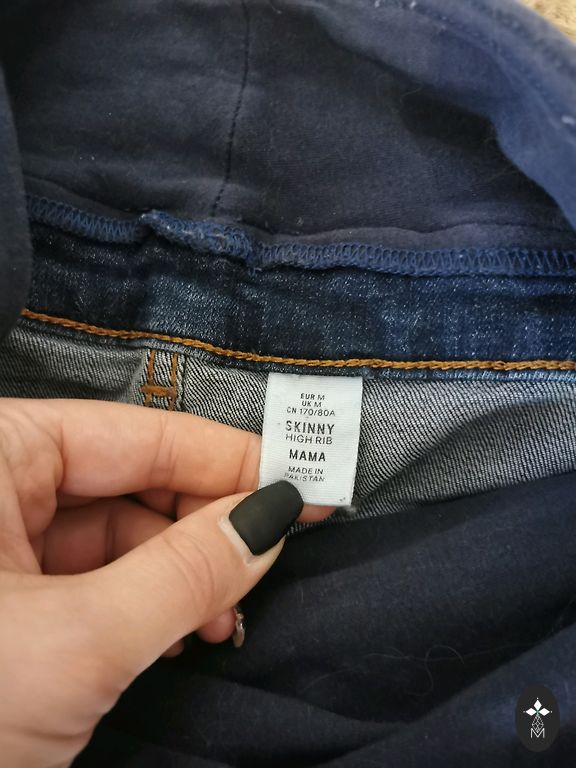 EUR M
UK M
CN 170/80A
SKINNY
HIGH RIB
MAMA
MADE IN
PAKISTAN
M